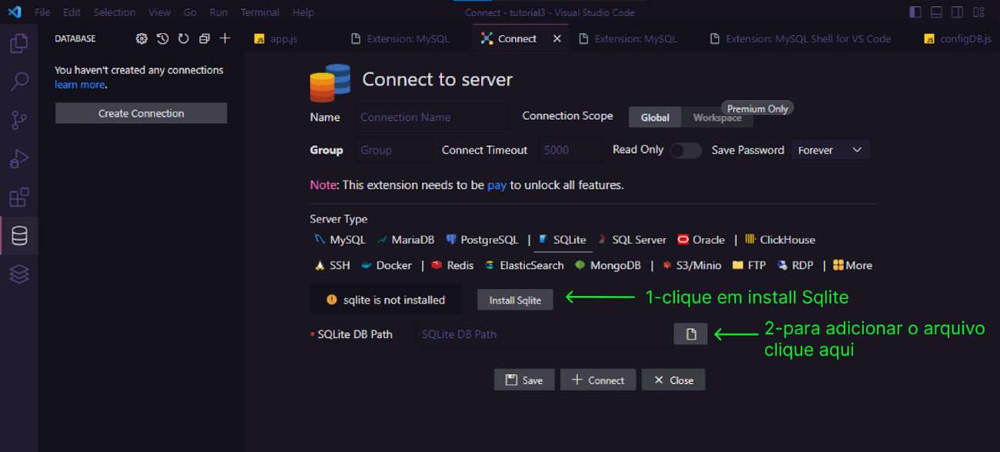 File Edit Selection View Go Run Terminal Help Connect - tutorial3 - Visual Studio Code
DATABASE
JS app.js Extension: MySQL Connect Extension: MySQL Extension: MySQL Shell for VS Code JS configDB.js
You haven't created any connections
learn more.
Create Connection
Connect to server
Name Connection Name Connection Scope Global Workspace Premium Only
Group Group Connect Timeout 5000 Read Only Save Password Forever
Note: This extension needs to be pay to unlock all features.
Server Type
MySQL MariaDB PostgreSQL | SQLite SQL Server Oracle | ClickHouse
SSH Docker | Redis ElasticSearch MongoDB | S3/Minio FTP RDP | More
sqlite is not installed Install Sqlite 1-clique em install Sqlite
* SQLite DB Path SQLite DB Path 2-para adicionar o arquivo
clique aqui
Save Connect Close